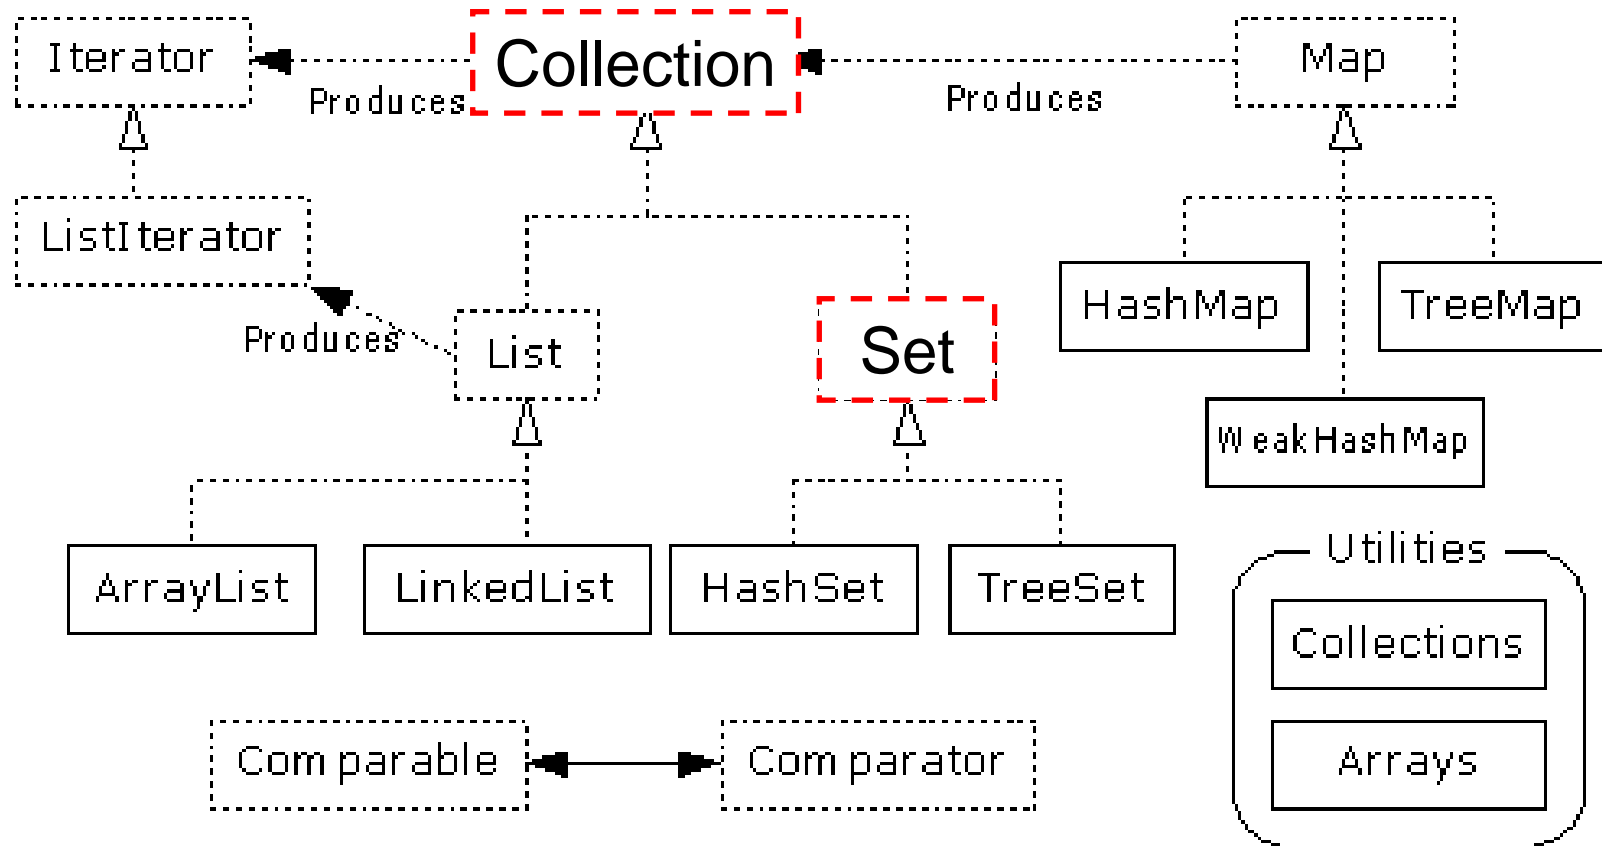 Iterator
Collection
Map
Produces
Produces
ListIterator
HashMap
TreeMap
Produces
List
Set
WeakHashMap
ArrayList
LinkedList
HashSet
TreeSet
Utilities
Collections
Comparable
Comparator
Arrays